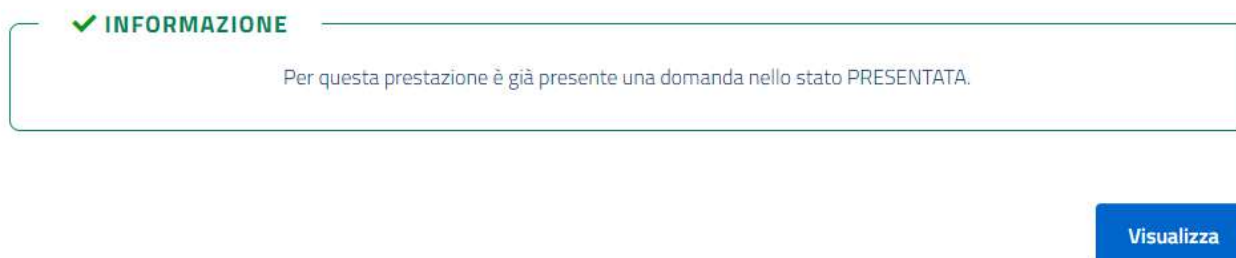 INFORMAZIONE
Per questa prestazione è già presente una domanda nello stato PRESENTATA.
Visualizza